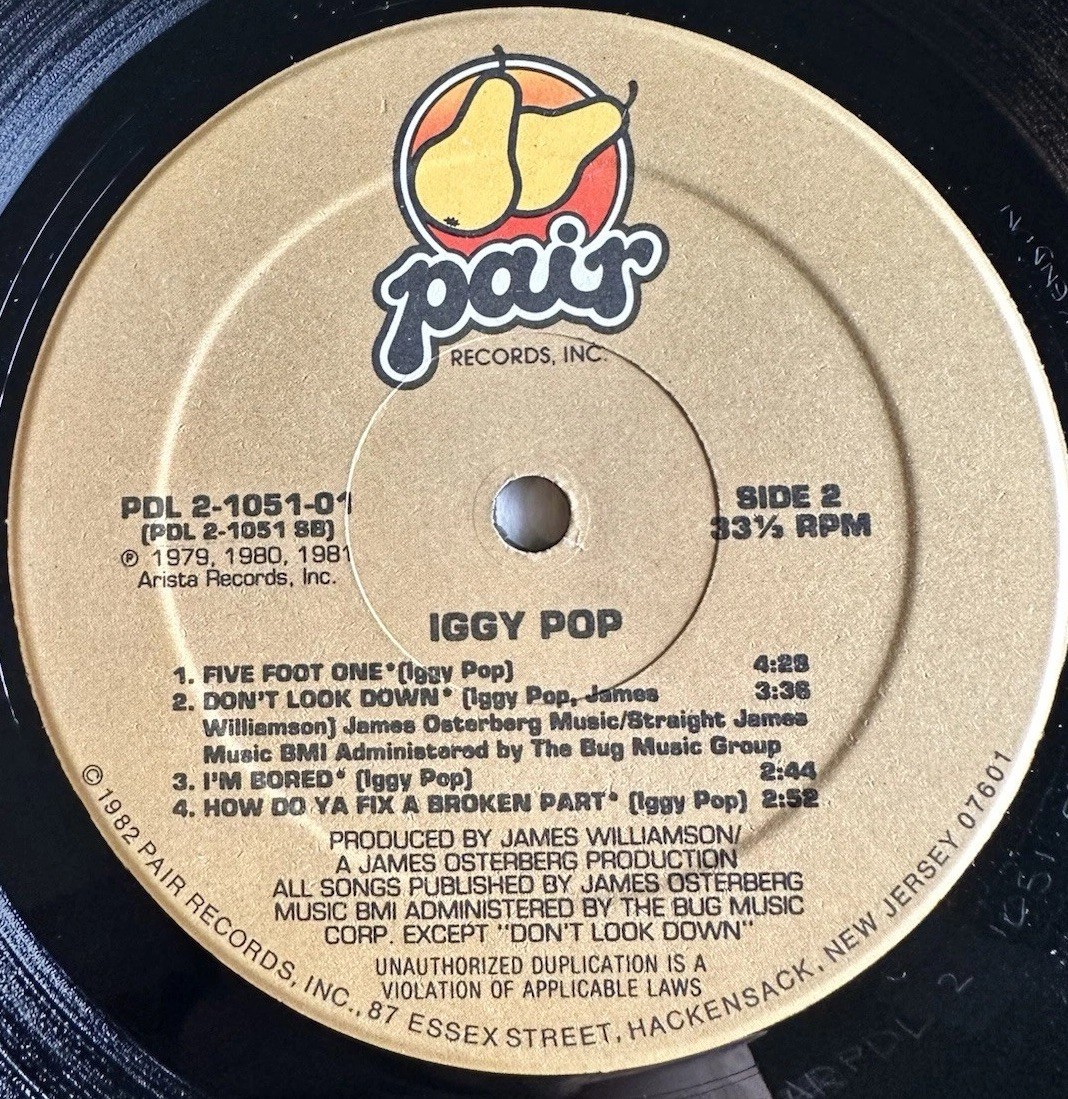 pair
RECORDS, INC.
PDL 2-1051-01
(PDL 2-1051 SB)
℗ 1979, 1980, 1981
Arista Records, Inc.
SIDE 2
33⅓ RPM
IGGY POP
1. FIVE FOOT ONE* (Iggy Pop) 4:28
2. DON'T LOOK DOWN* (Iggy Pop, James 3:36
Williamson) James Osterberg Music/Straight James
Music BMI Administered by The Bug Music Group
3. I'M BORED* (Iggy Pop) 2:44
4. HOW DO YA FIX A BROKEN PART* (Iggy Pop) 2:52
PRODUCED BY JAMES WILLIAMSON/
A JAMES OSTERBERG PRODUCTION
ALL SONGS PUBLISHED BY JAMES OSTERBERG
MUSIC BMI ADMINISTERED BY THE BUG MUSIC
CORP. EXCEPT "DON'T LOOK DOWN"
UNAUTHORIZED DUPLICATION IS A
VIOLATION OF APPLICABLE LAWS
© 1982 PAIR RECORDS, INC., 87 ESSEX STREET, HACKENSACK, NEW JERSEY 07601